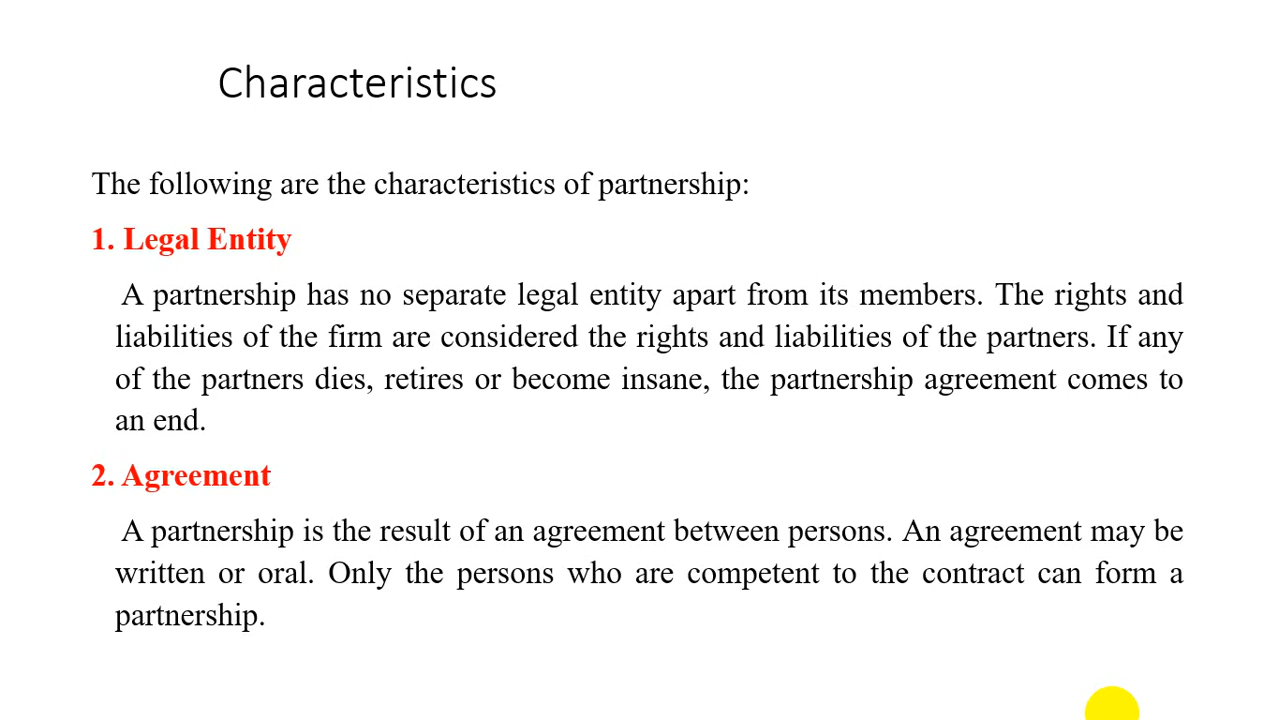 Characteristics
The following are the characteristics of partnership:
1. Legal Entity
A partnership has no separate legal entity apart from its members. The rights and
liabilities of the firm are considered the rights and liabilities of the partners. If any
of the partners dies, retires or become insane, the partnership agreement comes to
an end.
2. Agreement
A partnership is the result of an agreement between persons. An agreement may be
written or oral. Only the persons who are competent to the contract can form a
partnership.